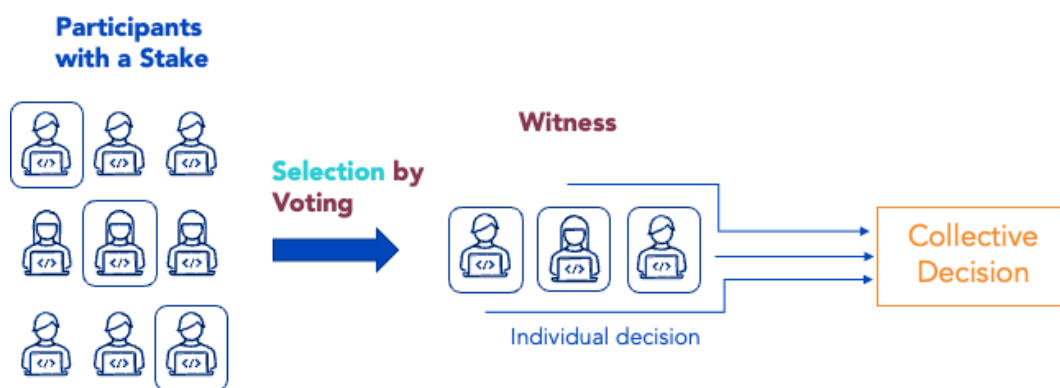 Participants
with a Stake
Selection by
Voting
Witness
Individual decision
Collective
Decision
</>
</>
</>
</>
</>
</>
</>
</>
</>
</>
</>
</>